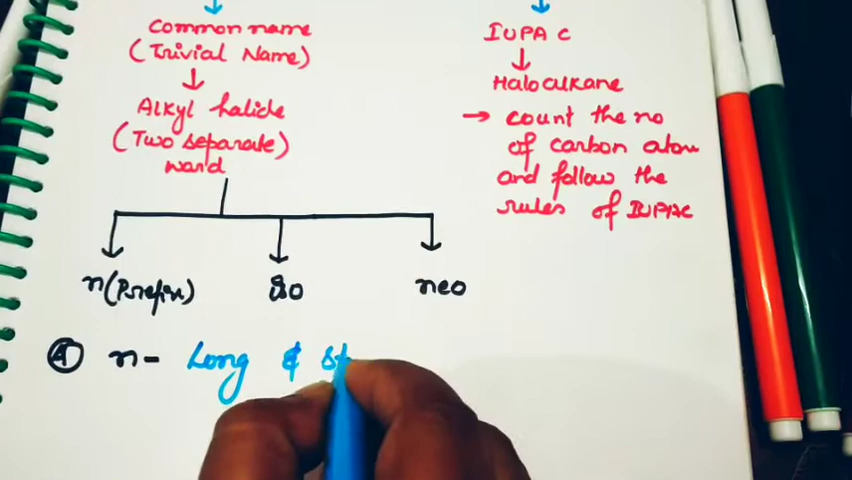 Common name
(Trivial Name)
Alkyl halide
(Two separate)
word
IUPAC
Haloalkane
→ count the no
of carbon atom
and follow the
rules of IUPAC
n(Prefix) iso neo
A n- Long & St